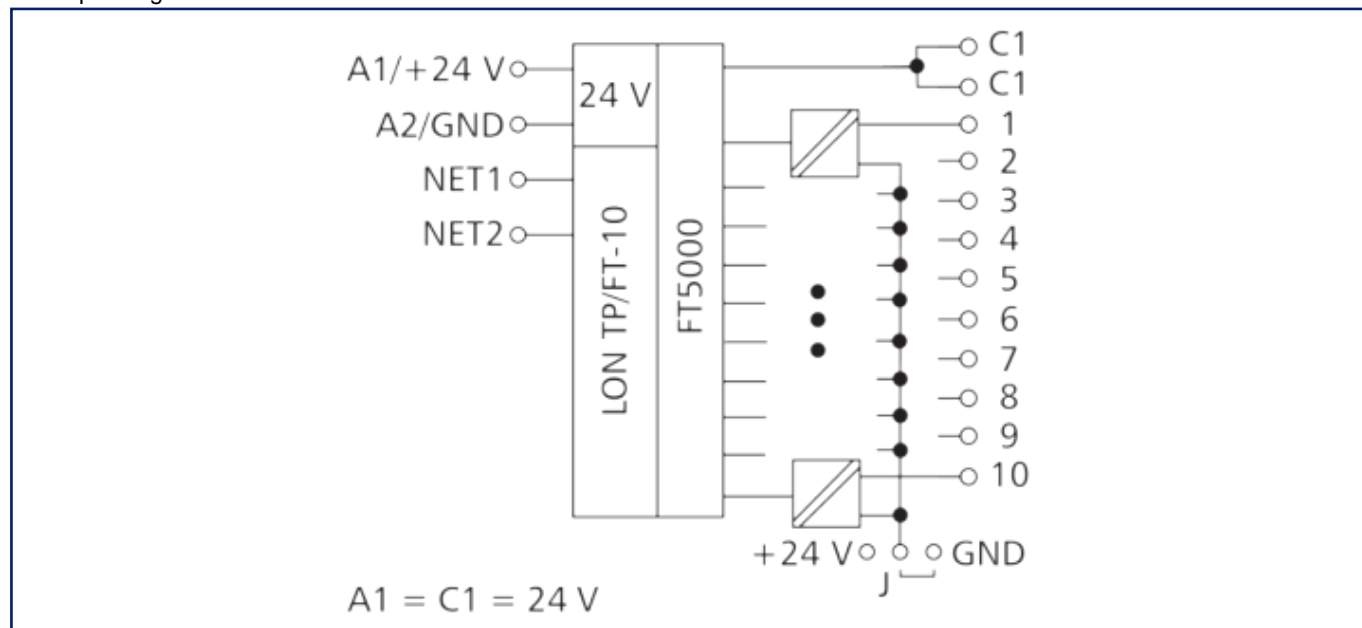 A1/+24 V
A2/GND
NET1
NET2
24 V
LON TP/FT-10
FT5000
C1
C1
1
2
3
4
5
6
7
8
9
10
+24 V
GND
J
A1 = C1 = 24 V